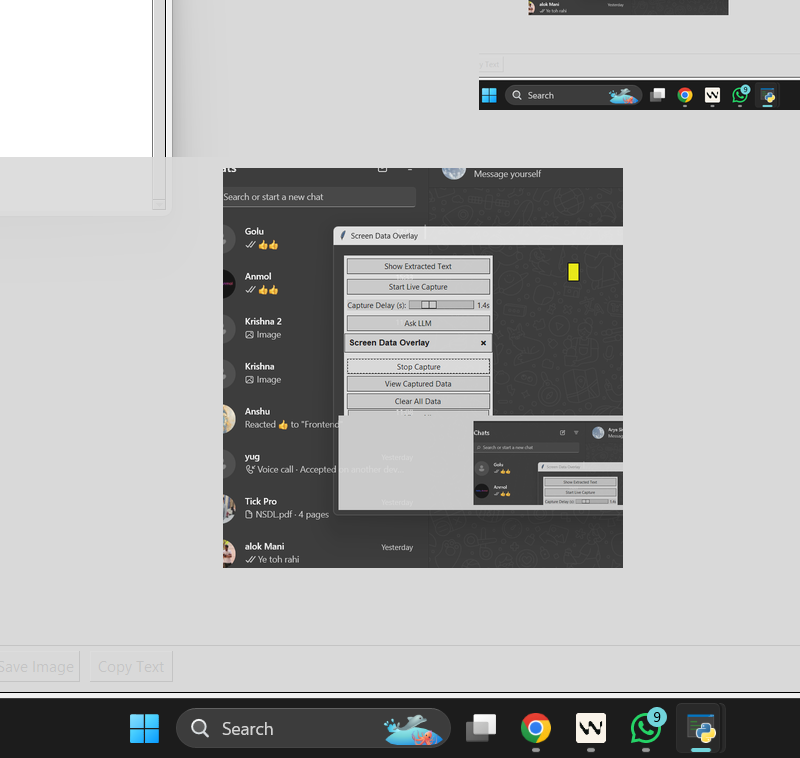 alok Mani
Yesterday
Ye toh rahi
Search
9
Message yourself
Search or start a new chat
Golu
👍👍
Screen Data Overlay
Show Extracted Text
Anmol
👍👍
Start Live Capture
Capture Delay (s):
1.4s
Krishna 2
Image
Ask LLM
Screen Data Overlay
×
Krishna
Image
Stop Capture
View Captured Data
Clear All Data
Anshu
Reacted 👍 to "Frontend
Chats
Search or start a new chat
yug
Voice call · Accepted on another dev
Yesterday
Golu
👍👍
Screen Data Overlay
Show Extracted Text
Anmol
👍👍
Start Live Capture
Capture Delay (s):
1.4s
Tick Pro
NSDL.pdf · 4 pages
Yesterday
alok Mani
Yesterday
Ye toh rahi
Save Image
Copy Text
Search
9